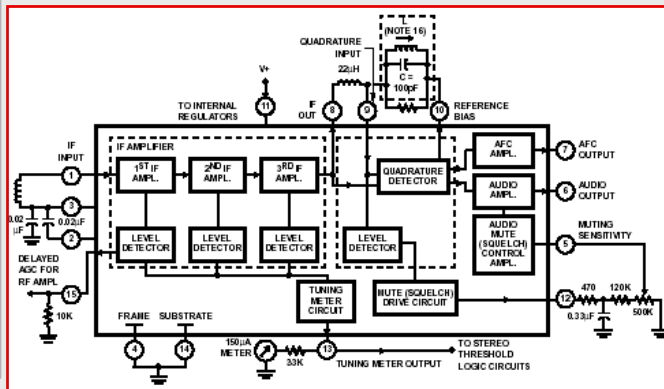 L
(NOTE 16)
QUADRATURE
INPUT
22µH
C =
100pF
V+
TO INTERNAL
REGULATORS
11
IF
OUT
8
9
10
REFERENCE
BIAS
IF
INPUT
1
IF AMPLIFIER
1ST IF
AMPL.
2ND IF
AMPL.
3RD IF
AMPL.
QUADRATURE
DETECTOR
AFC
AMPL.
7
AFC
OUTPUT
AUDIO
AMPL.
6
AUDIO
OUTPUT
3
0.02
µF
0.02µF
2
LEVEL
DETECTOR
LEVEL
DETECTOR
LEVEL
DETECTOR
LEVEL
DETECTOR
AUDIO
MUTE
(SQUELCH)
CONTROL
AMPL.
5
MUTING
SENSITIVITY
DELAYED
AGC FOR
RF AMPL
15
10K
TUNING
METER
CIRCUIT
MUTE (SQUELCH)
DRIVE CIRCUIT
12
470
120K
0.33µF
500K
FRAME
SUBSTRATE
4
14
150µA
METER
33K
13
TUNING METER OUTPUT
TO STEREO
THRESHOLD
LOGIC CIRCUITS